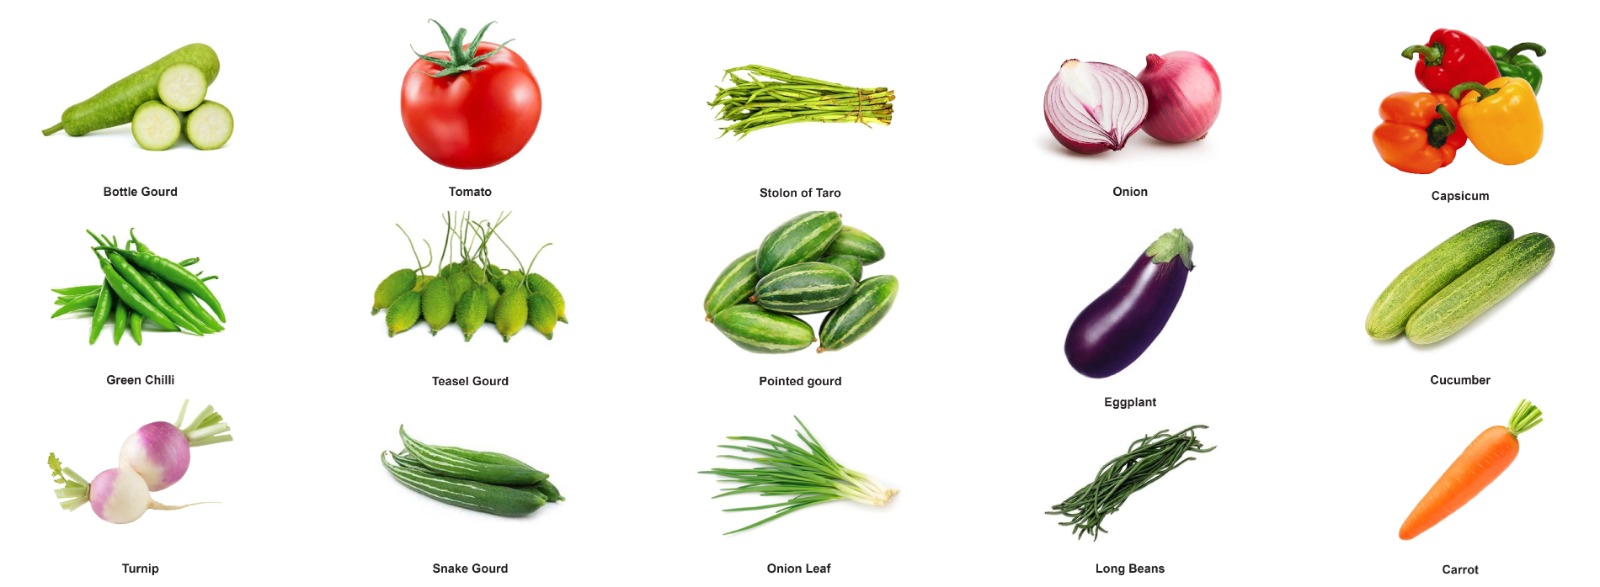 Bottle Gourd
Tomato
Stolon of Taro
Onion
Capsicum
Green Chilli
Teasel Gourd
Pointed gourd
Eggplant
Cucumber
Turnip
Snake Gourd
Onion Leaf
Long Beans
Carrot